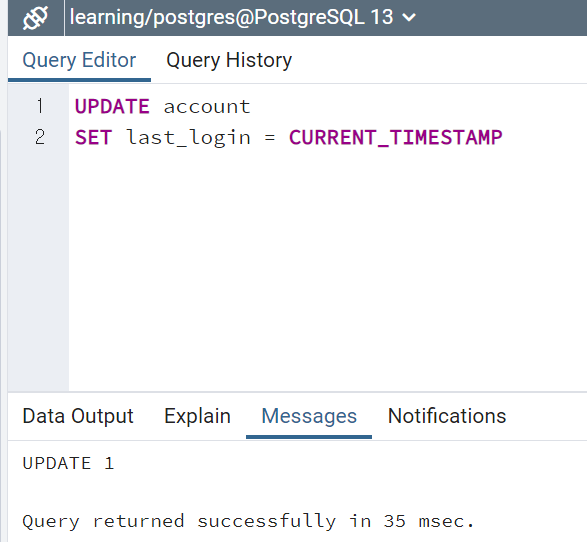 learning/postgres@PostgreSQL 13
Query Editor Query History
1 UPDATE account
2 SET last_login = CURRENT_TIMESTAMP
Data Output Explain Messages Notifications
UPDATE 1
Query returned successfully in 35 msec.